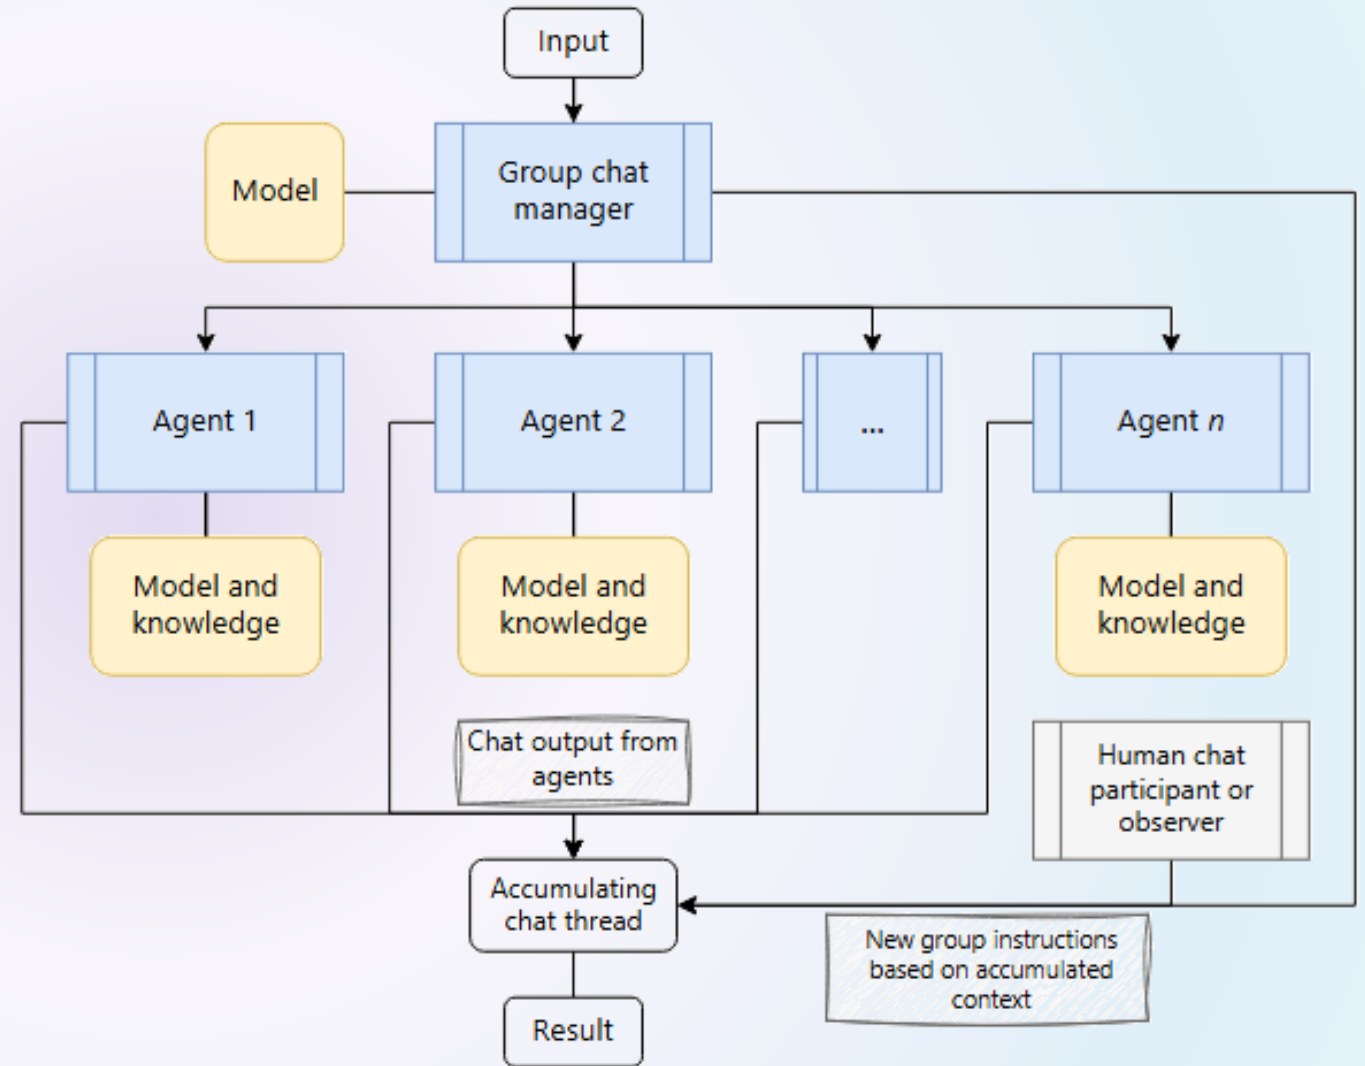 Input
Model
Group chat
manager
Agent 1
Agent 2
...
Agent n
Model and
knowledge
Model and
knowledge
Model and
knowledge
Chat output from
agents
Human chat
participant or
observer
Accumulating
chat thread
New group instructions
based on accumulated
context
Result